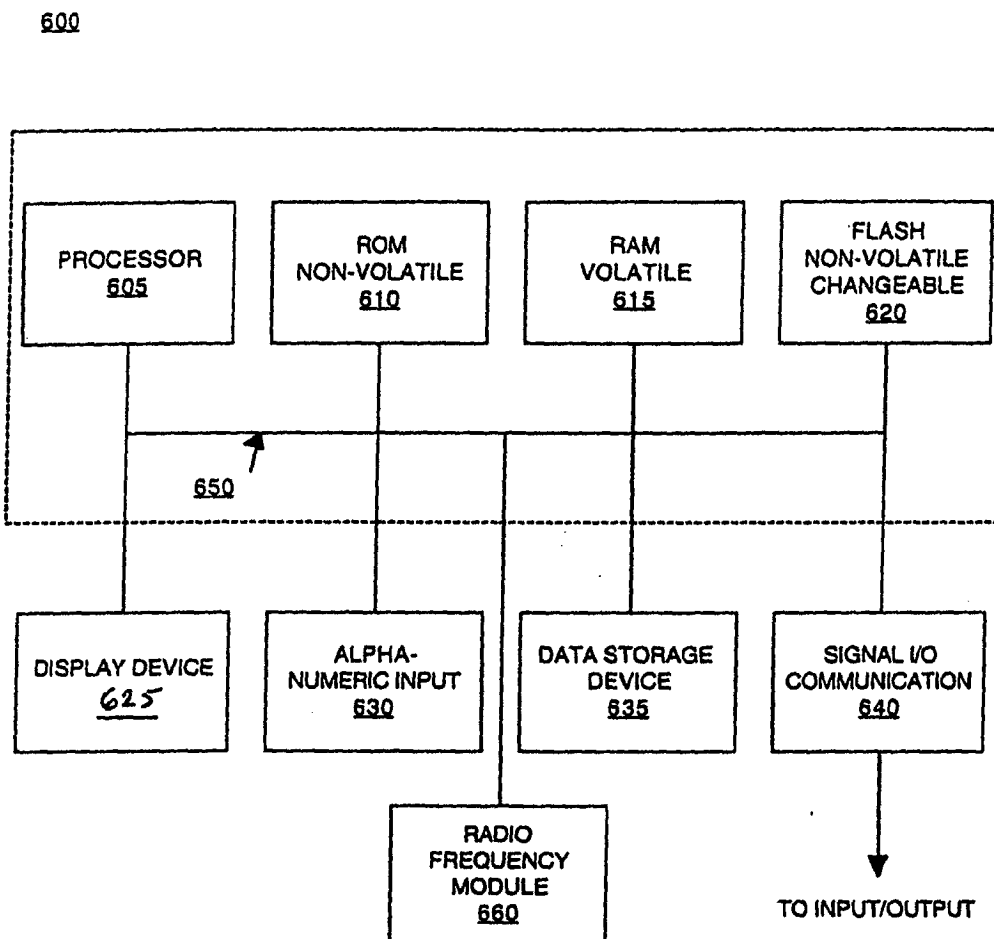 600
PROCESSOR
605
ROM
NON-VOLATILE
610
RAM
VOLATILE
615
FLASH
NON-VOLATILE
CHANGEABLE
620
650
DISPLAY DEVICE
625
ALPHA-
NUMERIC INPUT
630
DATA STORAGE
DEVICE
635
SIGNAL I/O
COMMUNICATION
640
RADIO
FREQUENCY
MODULE
660
TO INPUT/OUTPUT